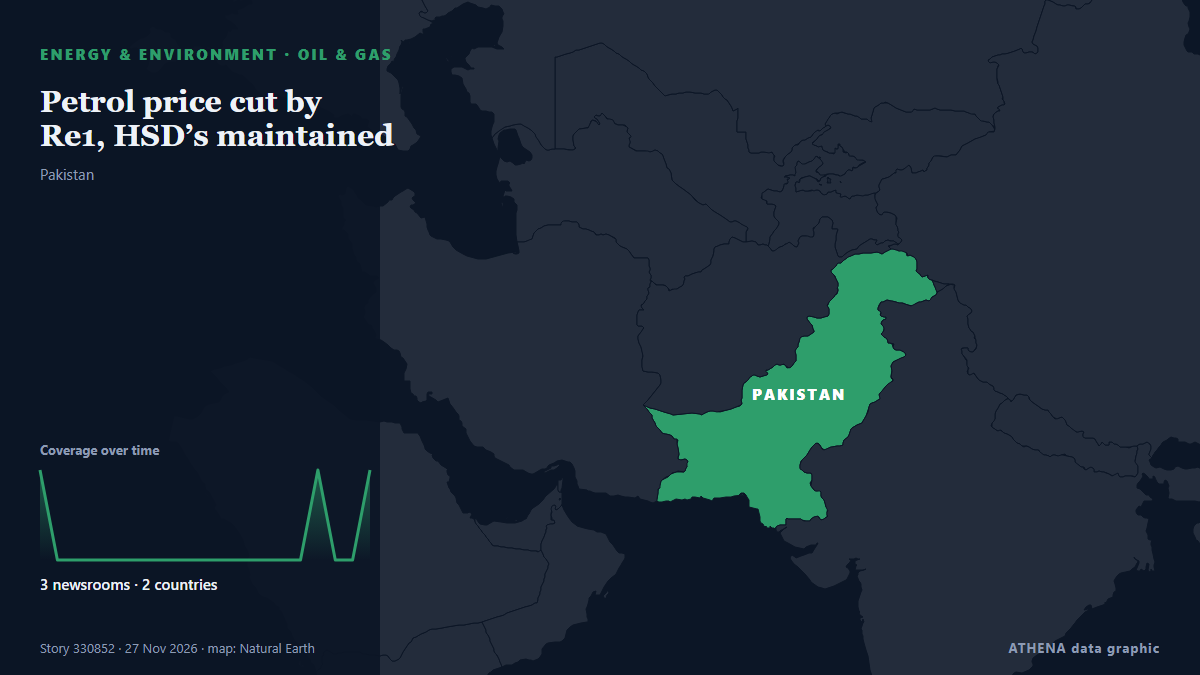 ENERGY & ENVIRONMENT · OIL & GAS
Petrol price cut by
Re1, HSD’s maintained
Pakistan
PAKISTAN
Coverage over time
3 newsrooms · 2 countries
Story 330852 · 27 Nov 2026 · map: Natural Earth
ATHENA data graphic